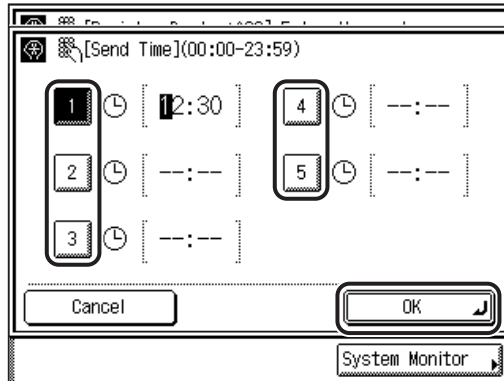 [Send Time](00:00-23:59)
1 [ 12:30 ] 4 [ --:-- ]
2 [ --:-- ] 5 [ --:-- ]
3 [ --:-- ]
Cancel OK
System Monitor